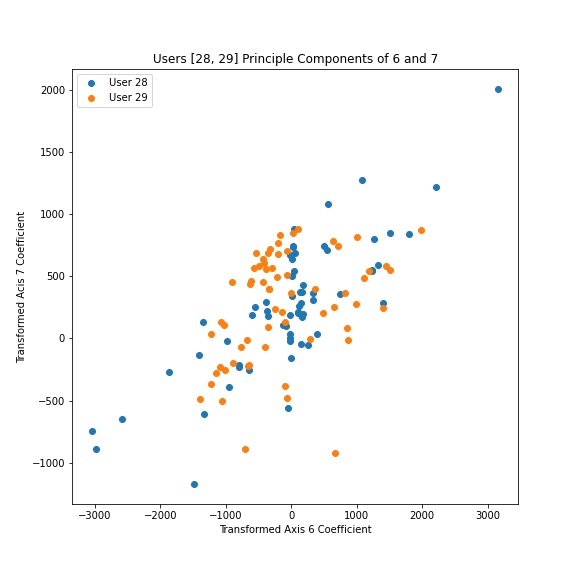 Users [28, 29] Principle Components of 6 and 7
User 28
User 29
2000
1500
1000
500
0
−500
−1000
Transformed Acis 7 Coefficient
−3000 −2000 −1000 0 1000 2000 3000
Transformed Axis 6 Coefficient